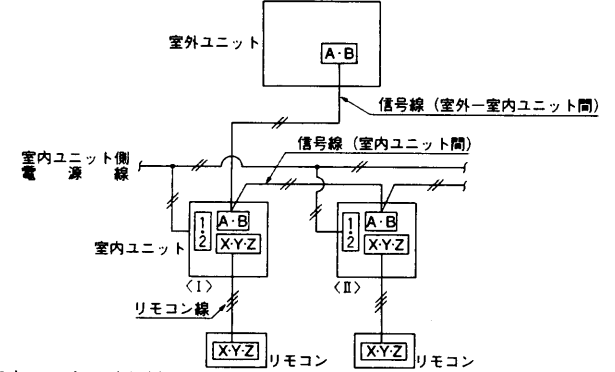 室外ユニット
A・B
信号線（室外ー室内ユニット間）
信号線（室内ユニット間）
室内ユニット側
電源線
1・2
A・B
X・Y・Z
室内ユニット
〈Ⅰ〉
1・2
A・B
X・Y・Z
〈Ⅱ〉
リモコン線
X・Y・Z
リモコン
X・Y・Z
リモコン